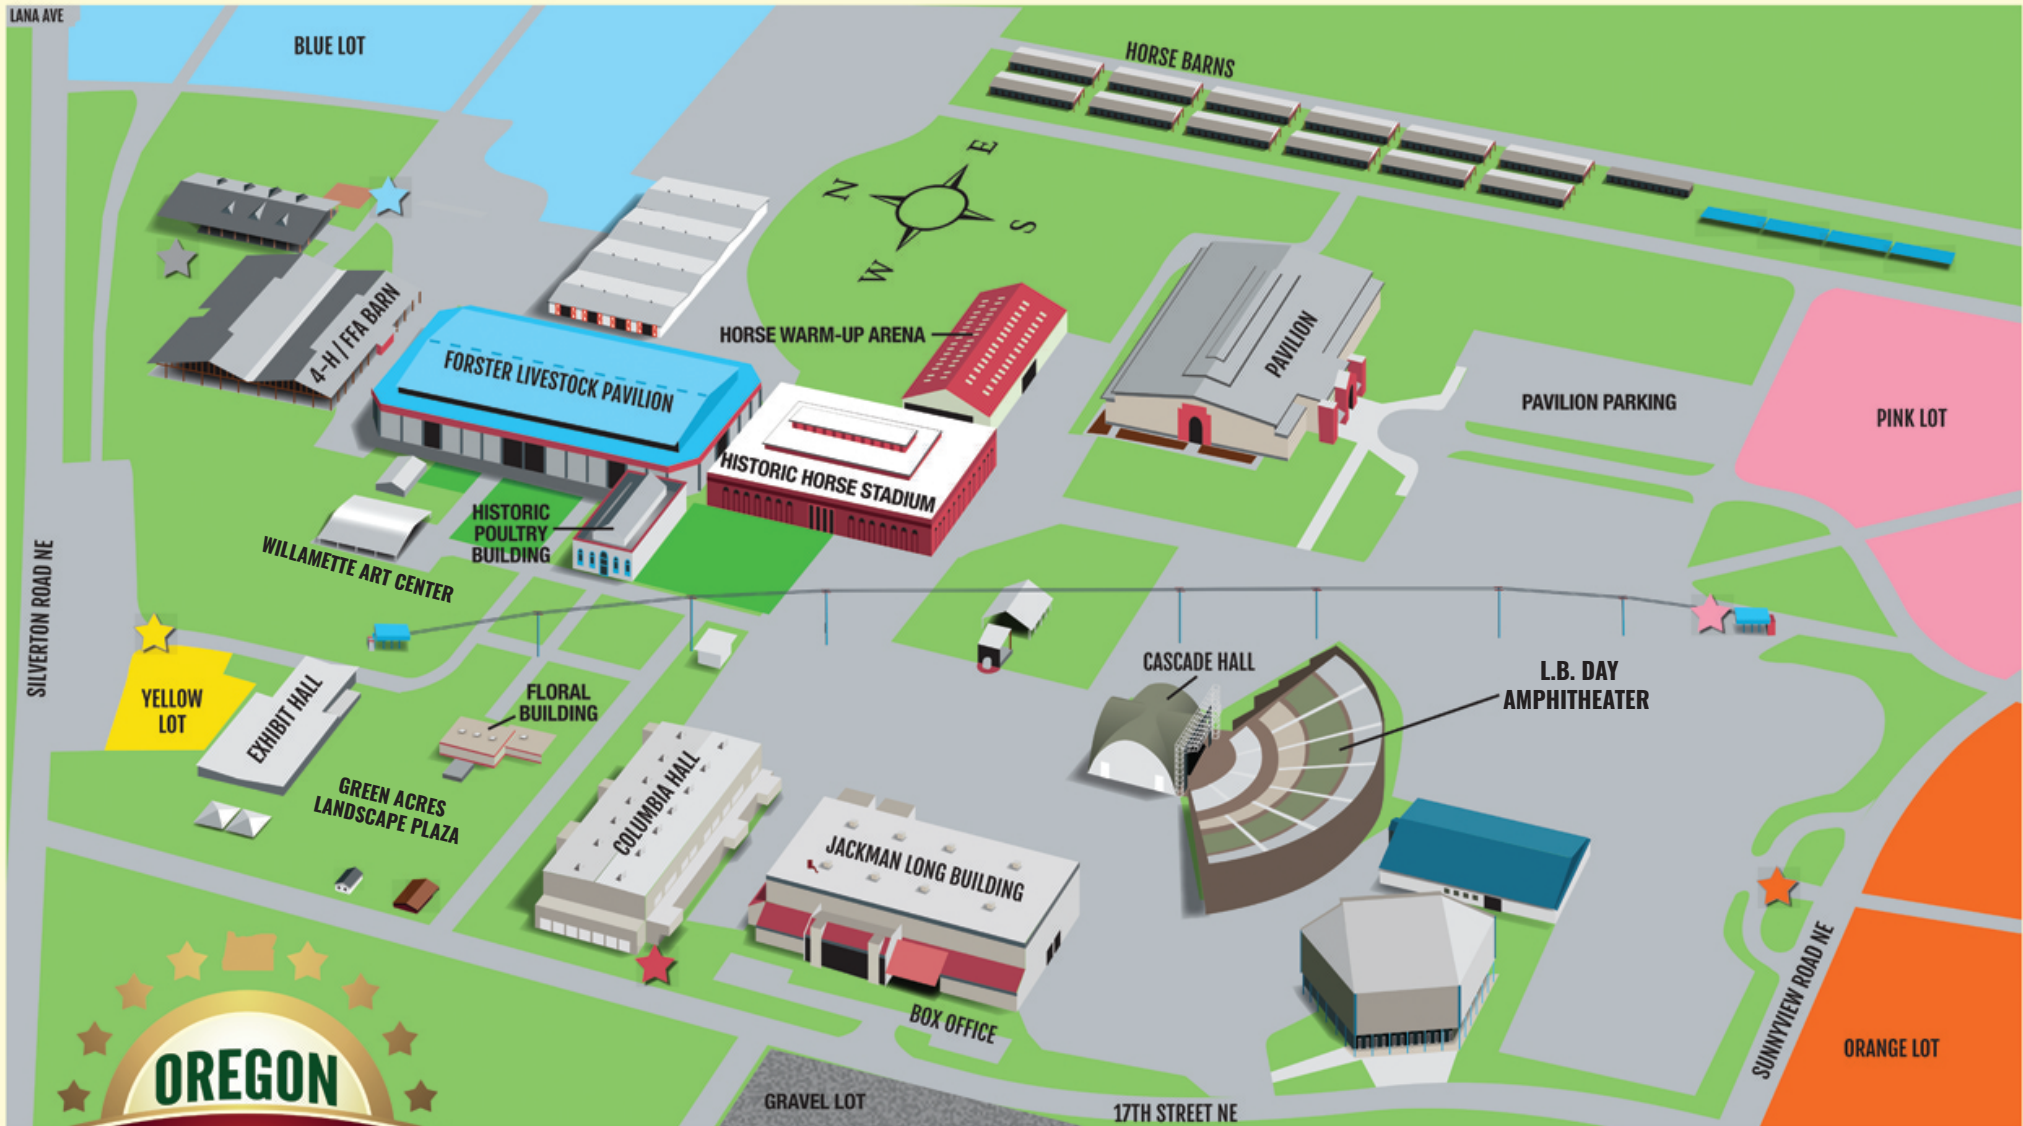 LANA AVE
BLUE LOT
HORSE BARNS
E
N
S
W
4-H / FFA BARN
FORSTER LIVESTOCK PAVILION
HORSE WARM-UP ARENA
PAVILION
PAVILION PARKING
PINK LOT
HISTORIC HORSE STADIUM
HISTORIC
POULTRY
BUILDING
WILLAMETTE ART CENTER
SILVERTON ROAD NE
YELLOW
LOT
EXHIBIT HALL
FLORAL
BUILDING
GREEN ACRES
LANDSCAPE PLAZA
COLUMBIA HALL
CASCADE HALL
L.B. DAY
AMPHITHEATER
JACKMAN LONG BUILDING
BOX OFFICE
SUNNYVIEW ROAD NE
ORANGE LOT
OREGON
GRAVEL LOT
17TH STREET NE